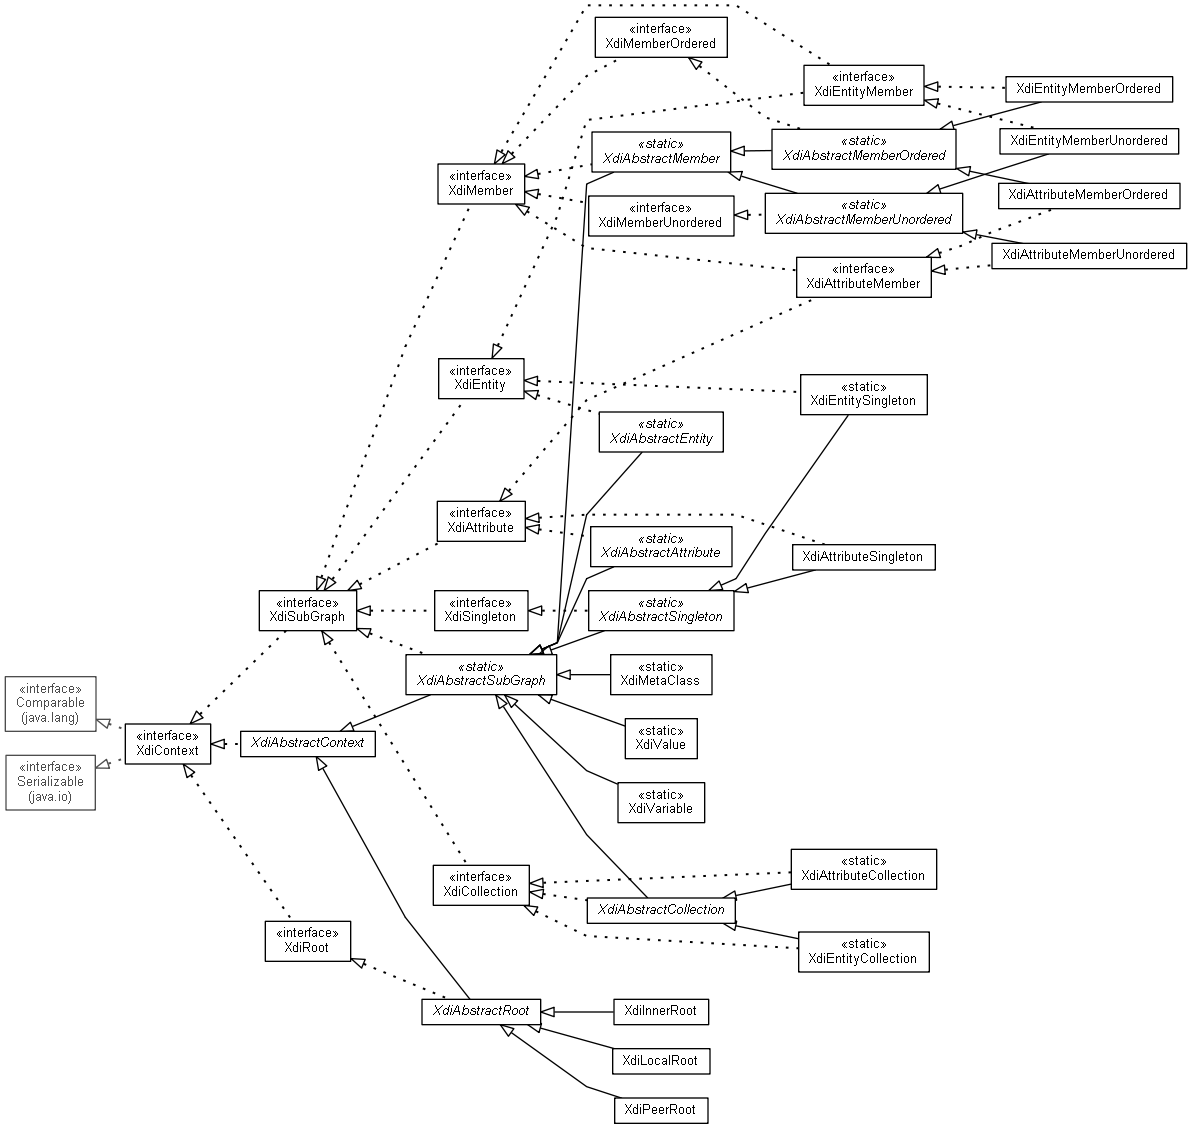 «interface»
XdiMemberOrdered
«interface»
XdiEntityMember
XdiEntityMemberOrdered
«static»
XdiAbstractMember
«static»
XdiAbstractMemberOrdered
XdiEntityMemberUnordered
«interface»
XdiMember
«interface»
XdiMemberUnordered
«static»
XdiAbstractMemberUnordered
XdiAttributeMemberOrdered
XdiAttributeMemberUnordered
«interface»
XdiAttributeMember
«interface»
XdiEntity
«static»
XdiEntitySingleton
«static»
XdiAbstractEntity
«interface»
XdiAttribute
«static»
XdiAbstractAttribute
XdiAttributeSingleton
«interface»
XdiSubGraph
«interface»
XdiSingleton
«static»
XdiAbstractSingleton
«static»
XdiAbstractSubGraph
«static»
XdiMetaClass
«interface»
Comparable
(java.lang)
«interface»
XdiContext
XdiAbstractContext
«static»
XdiValue
«interface»
Serializable
(java.io)
«static»
XdiVariable
«interface»
XdiCollection
«static»
XdiAttributeCollection
XdiAbstractCollection
«interface»
XdiRoot
«static»
XdiEntityCollection
XdiAbstractRoot
XdiInnerRoot
XdiLocalRoot
XdiPeerRoot